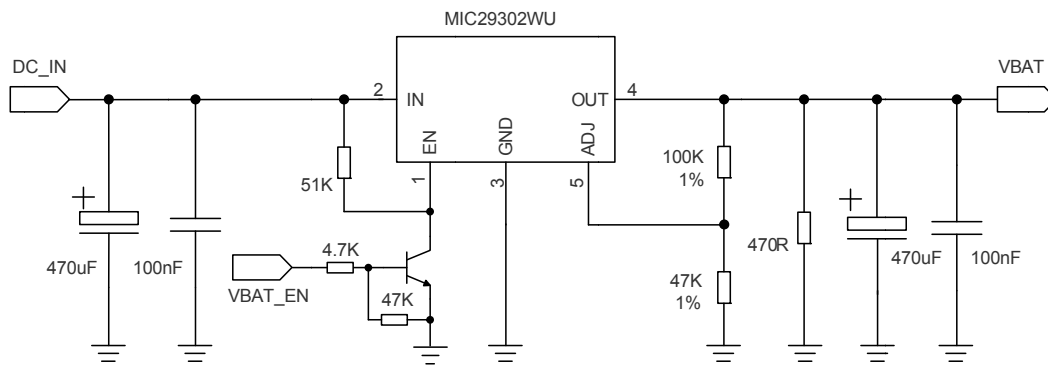 MIC29302WU
DC_IN
VBAT
2
IN
OUT
4
EN
GND
ADJ
1
3
5
51K
100K
1%
470uF
100nF
4.7K
VBAT_EN
47K
470R
47K
1%
470uF
100nF